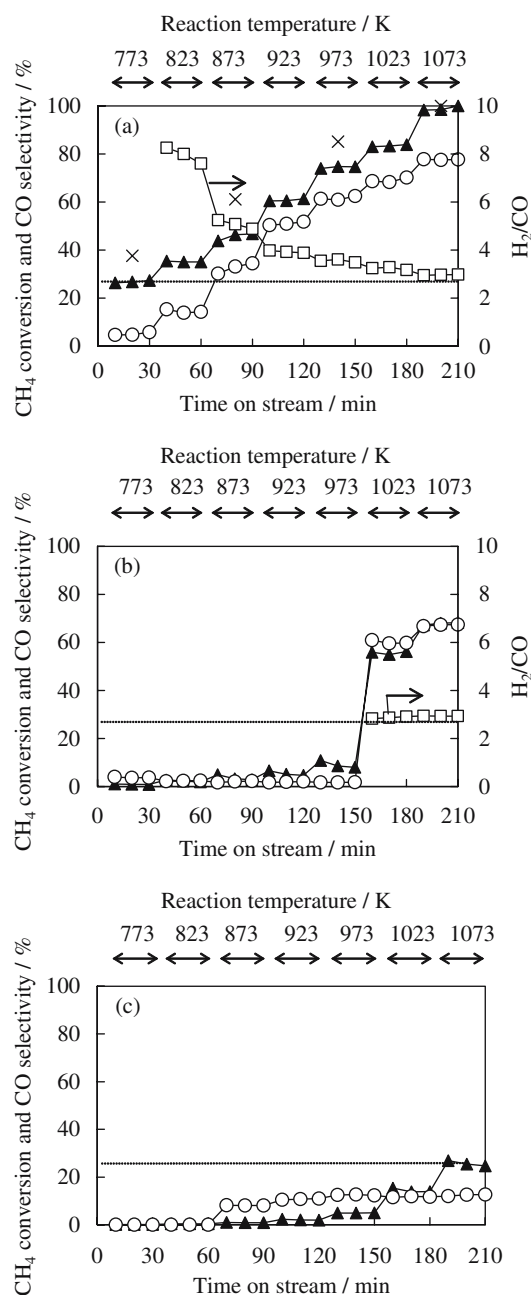 Reaction temperature / K
773 823 873 923 973 1023 1073
CH4 conversion and CO selectivity / %
100
80
60
40
20
0
(a)
10
8
6
4
2
0
H2/CO
0 30 60 90 120 150 180 210
Time on stream / min
Reaction temperature / K
773 823 873 923 973 1023 1073
CH4 conversion and CO selectivity / %
100
80
60
40
20
0
(b)
10
8
6
4
2
0
H2/CO
0 30 60 90 120 150 180 210
Time on stream / min
Reaction temperature / K
773 823 873 923 973 1023 1073
CH4 conversion and CO selectivity / %
100
80
60
40
20
0
(c)
0 30 60 90 120 150 180 210
Time on stream / min